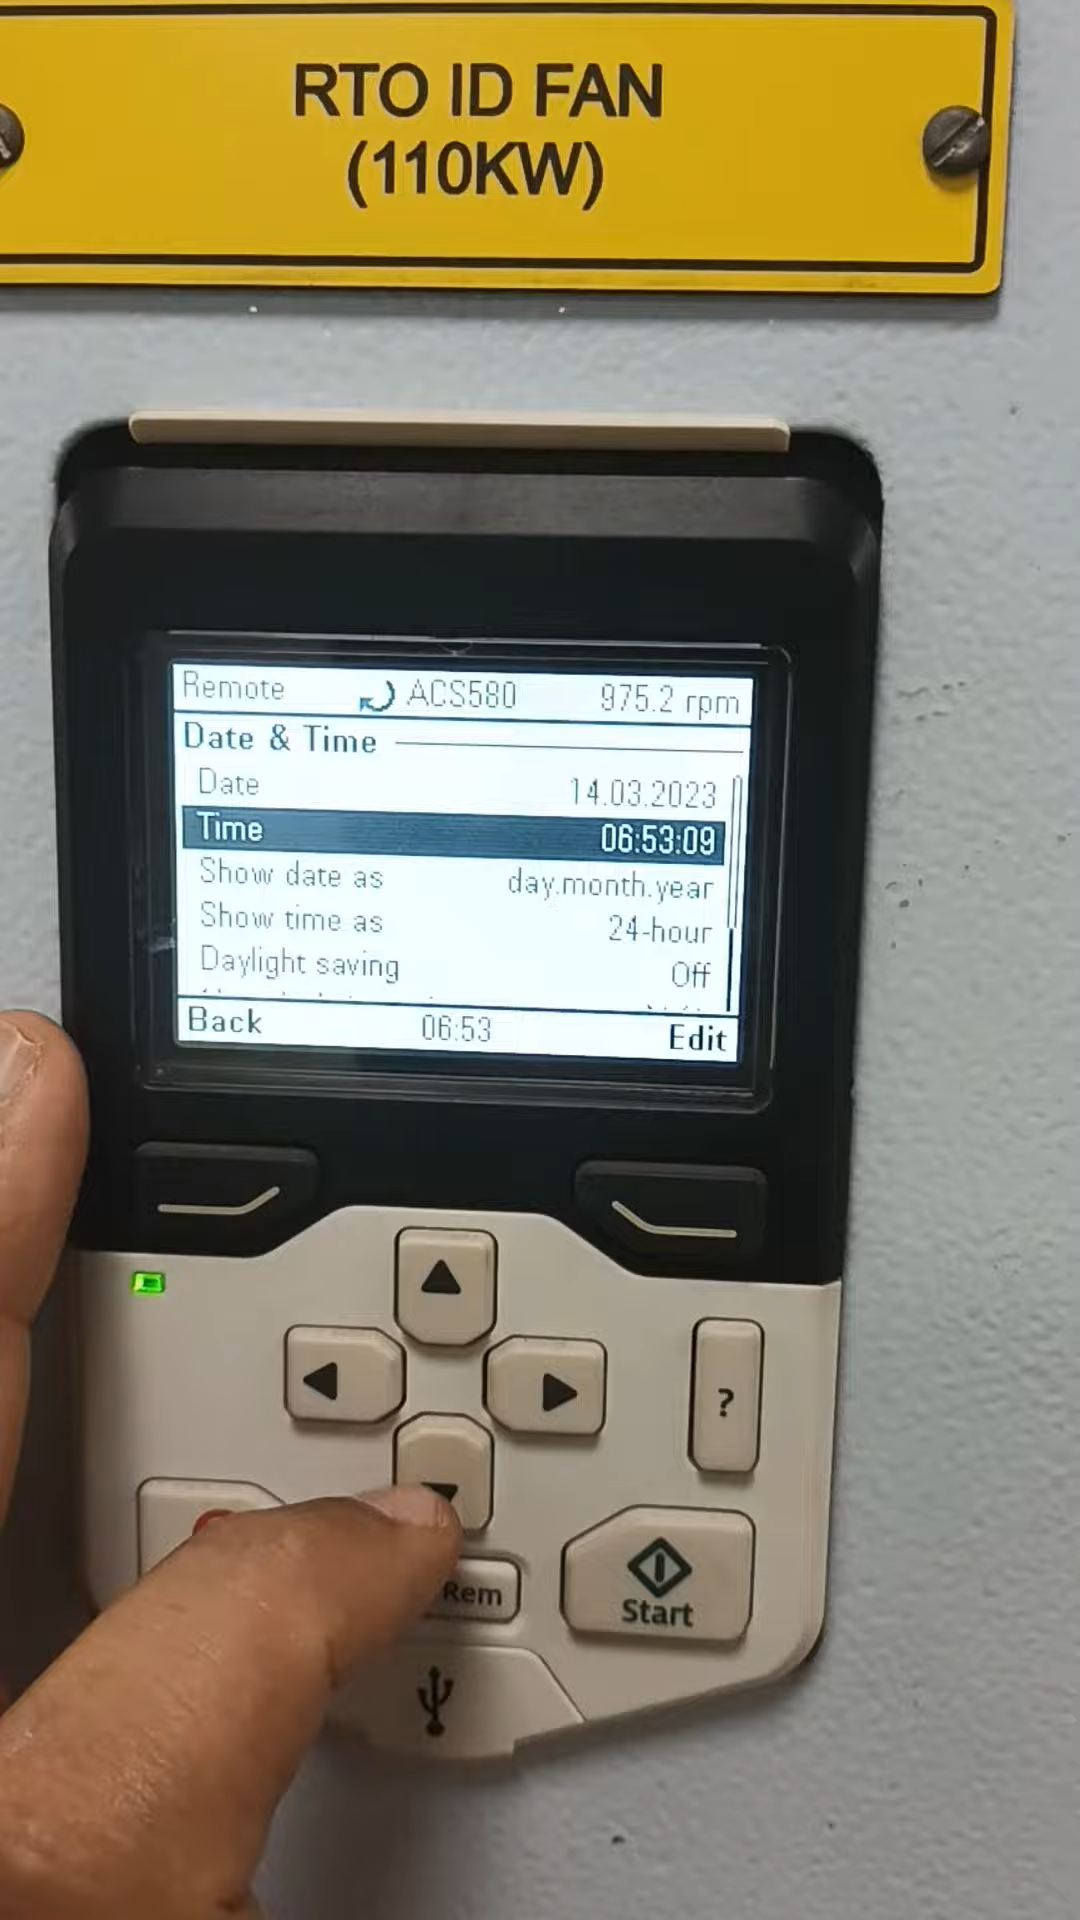 RTO ID FAN
(110KW)
Remote ACS580 975.2 rpm
Date & Time
Date 14.03.2023
Time 06:53:09
Show date as day.month.year
Show time as 24-hour
Daylight saving Off
Back 06:53 Edit
?
Rem
Start